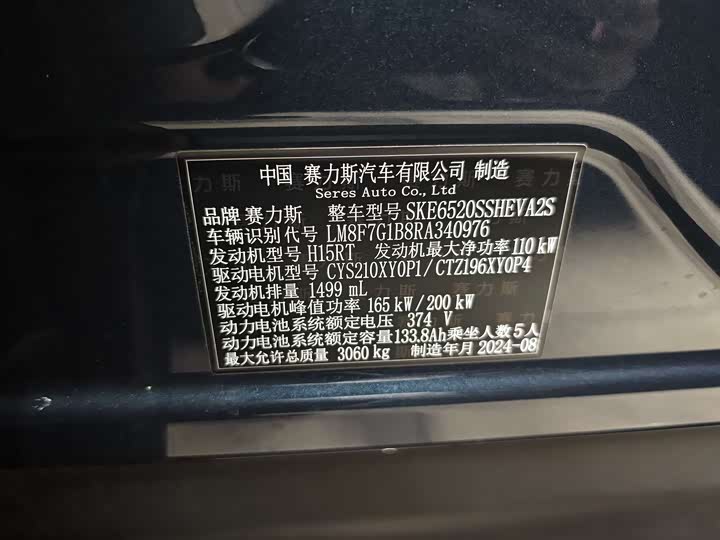 中国 赛力斯汽车有限公司 制造
Seres Auto Co., Ltd
品牌 赛力斯 整车型号 SKE6520SSHEVA2S
车辆识别代号 LM8F7G1B8RA340976
发动机型号 H15RT 发动机最大净功率 110 kW
驱动电机型号 CYS210XY0P1/CTZ196XY0P4
发动机排量 1499 mL
驱动电机峰值功率 165 kW/200 kW
动力电池系统额定电压 374 V
动力电池系统额定容量 133.8Ah 乘坐人数 5人
最大允许总质量 3060 kg 制造年月 2024-08